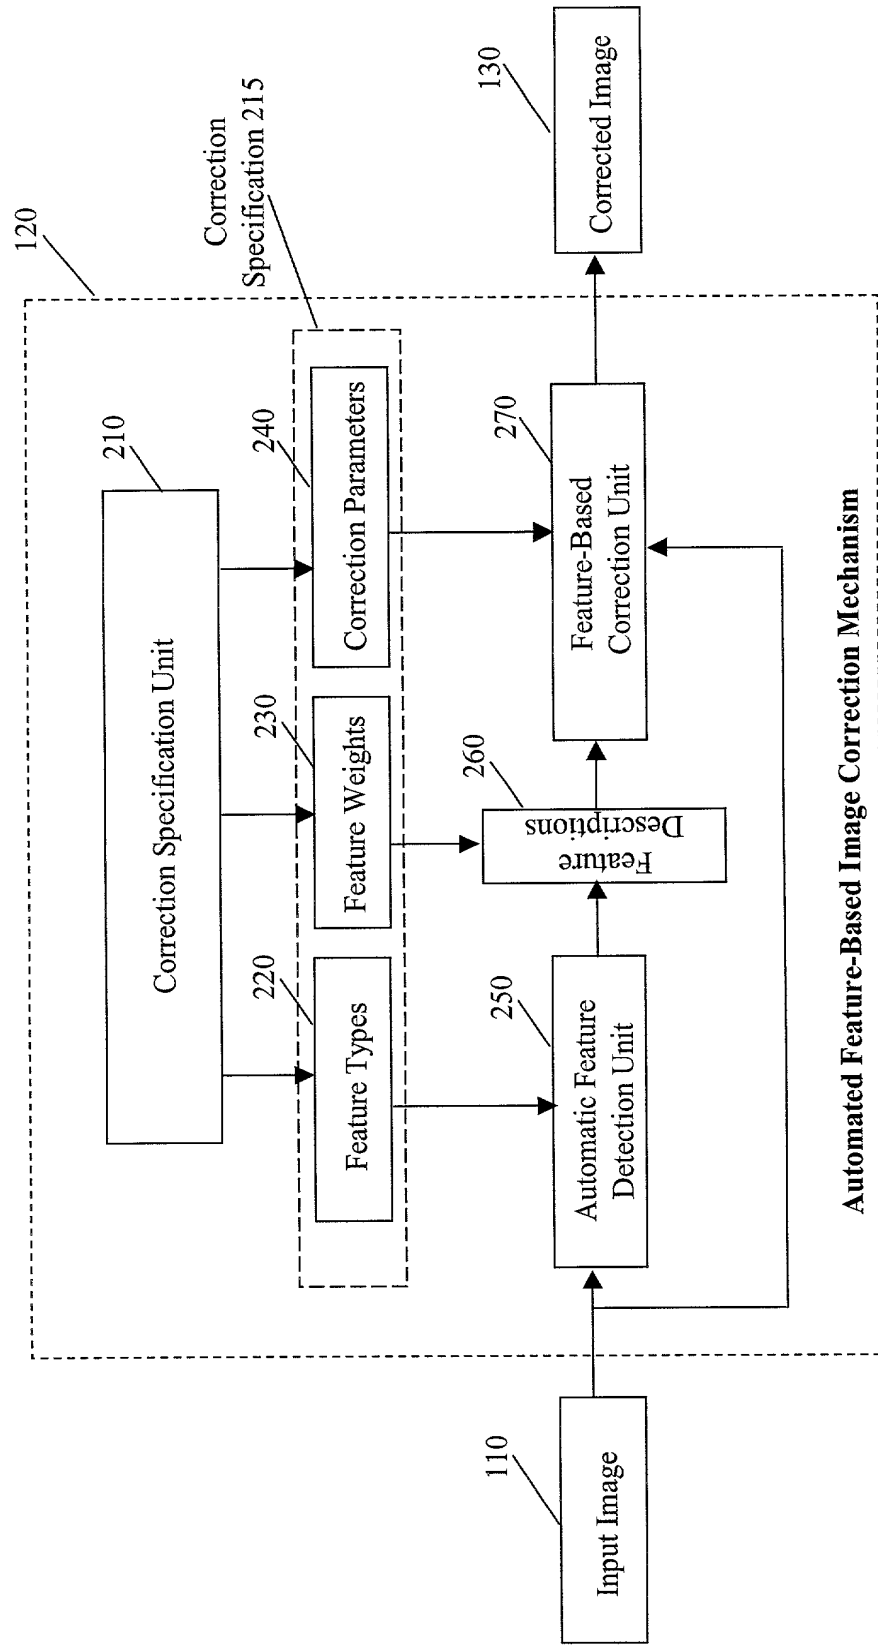 120
Correction
Specification 215
210
Correction Specification Unit
220
Feature Types
230
Feature Weights
240
Correction Parameters
110
Input Image
250
Automatic Feature
Detection Unit
260
Feature
Descriptions
270
Feature-Based
Correction Unit
130
Corrected Image
Automated Feature-Based Image Correction Mechanism